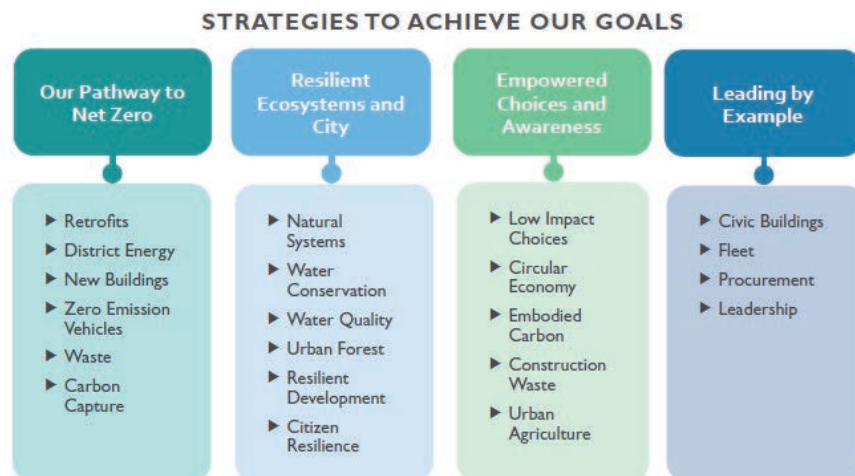 STRATEGIES TO ACHIEVE OUR GOALS
Our Pathway to
Net Zero
▶ Retrofits
▶ District Energy
▶ New Buildings
▶ Zero Emission
Vehicles
▶ Waste
▶ Carbon
Capture
Resilient
Ecosystems and
City
▶ Natural
Systems
▶ Water
Conservation
▶ Water Quality
▶ Urban Forest
▶ Resilient
Development
▶ Citizen
Resilience
Empowered
Choices and
Awareness
▶ Low Impact
Choices
▶ Circular
Economy
▶ Embodied
Carbon
▶ Construction
Waste
▶ Urban
Agriculture
Leading by
Example
▶ Civic Buildings
▶ Fleet
▶ Procurement
▶ Leadership